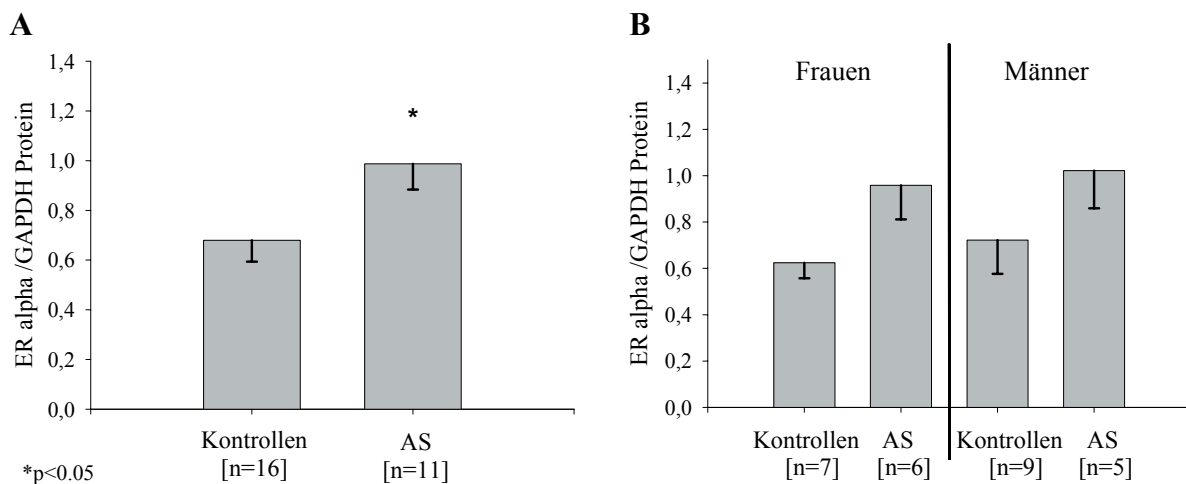 A
ER alpha /GAPDH Protein
1,4
1,2
1,0
0,8
0,6
0,4
0,2
0,0
*
Kontrollen
[n=16]
AS
[n=11]
*p<0.05
B
ER alpha /GAPDH Protein
Frauen
Männer
1,4
1,2
1,0
0,8
0,6
0,4
0,2
0,0
Kontrollen
[n=7]
AS
[n=6]
Kontrollen
[n=9]
AS
[n=5]